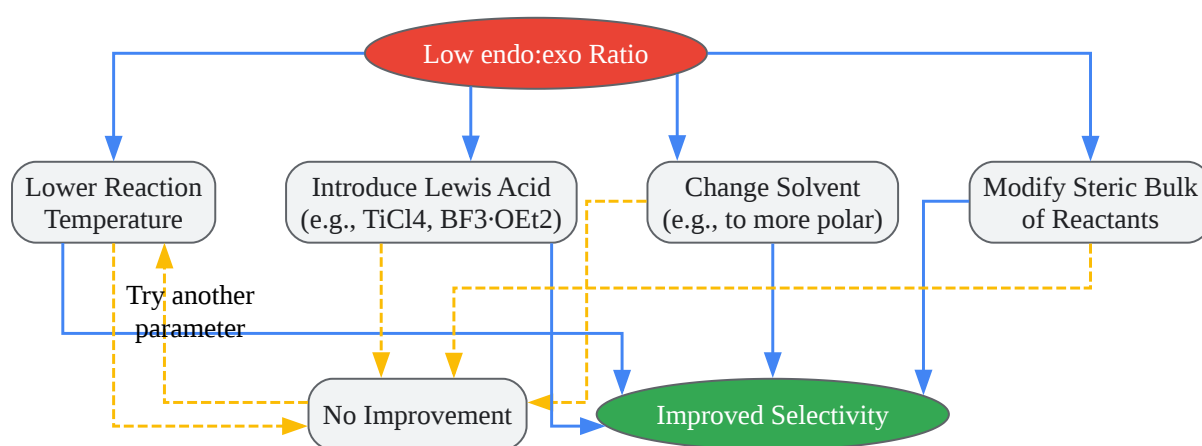 Low endo:exo Ratio
Lower Reaction
Temperature
Introduce Lewis Acid
(e.g., TiCl4, BF3·OEt2)
Change Solvent
(e.g., to more polar)
Modify Steric Bulk
of Reactants
Try another
parameter
No Improvement
Improved Selectivity